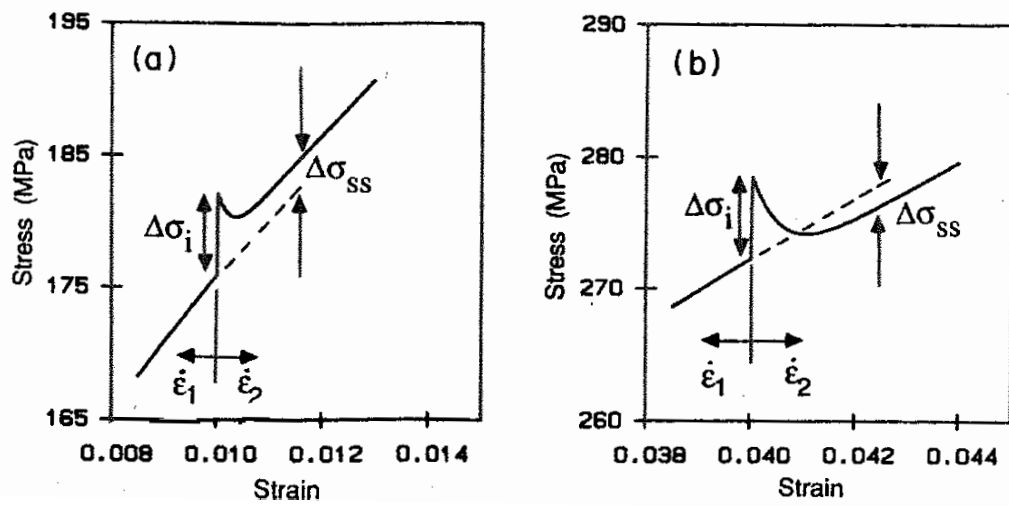 (a)
Stress (MPa)
195
185
175
165
Δσi
Δσss
ε̇1
ε̇2
0.008 0.010 0.012 0.014
Strain
(b)
Stress (MPa)
290
280
270
260
Δσi
Δσss
ε̇1
ε̇2
0.038 0.040 0.042 0.044
Strain